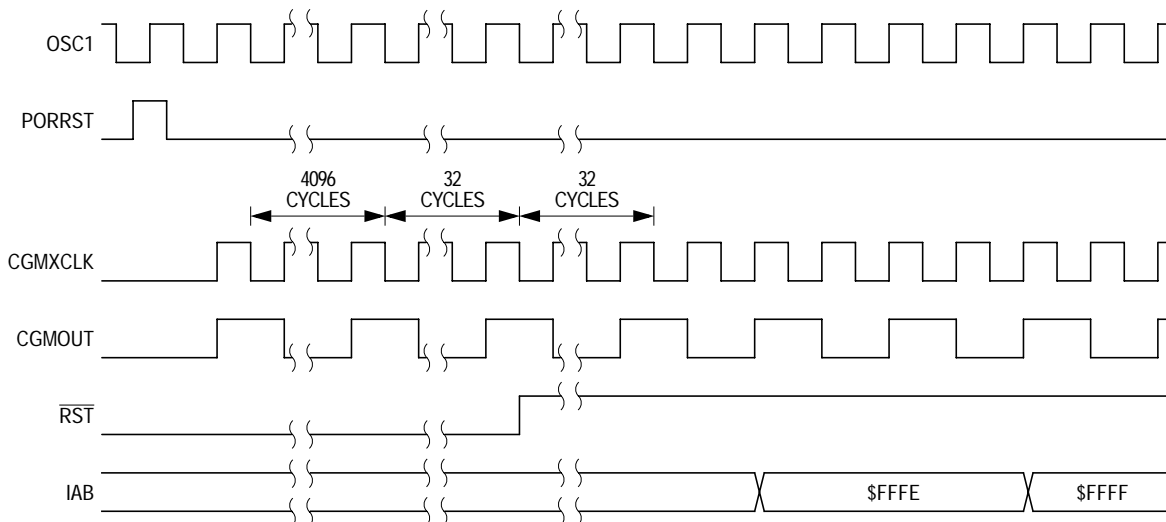 OSC1
PORRST
4096 32 32
CYCLES CYCLES CYCLES
CGMXCLK
CGMOUT
RST
IAB $FFFE $FFFF